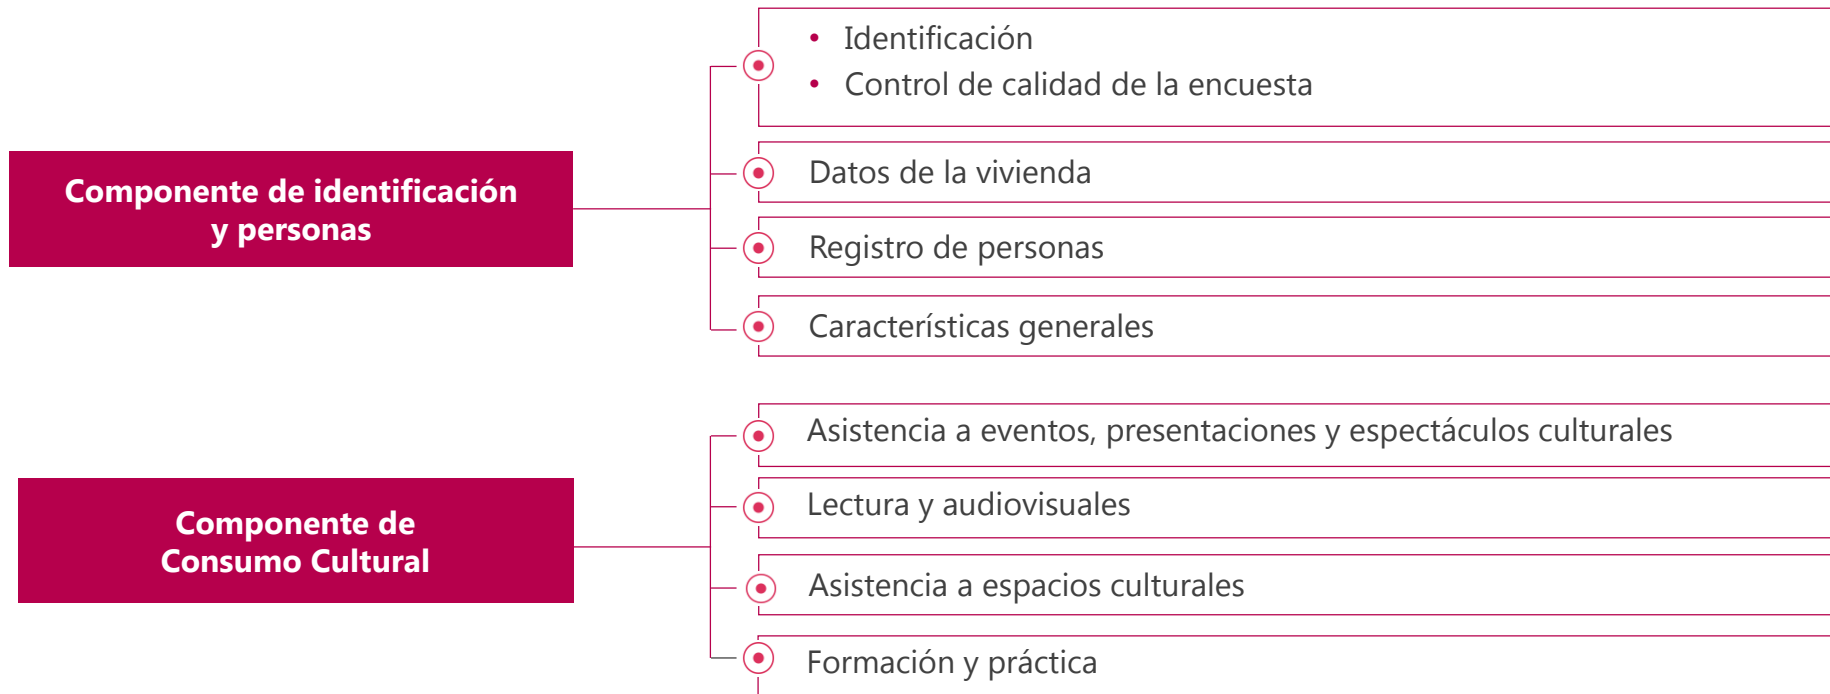 • Identificación
• Control de calidad de la encuesta
Componente de identificación
y personas
Datos de la vivienda
Registro de personas
Características generales
Componente de
Consumo Cultural
Asistencia a eventos, presentaciones y espectáculos culturales
Lectura y audiovisuales
Asistencia a espacios culturales
Formación y práctica